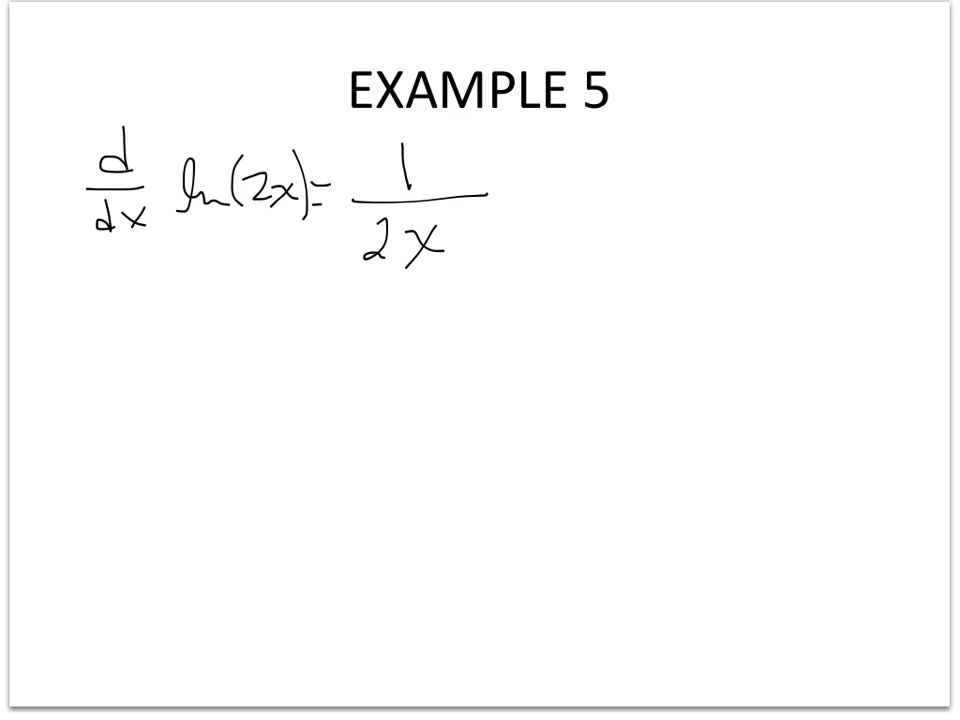 EXAMPLE 5
d/dx ln(2x) = 1/2x